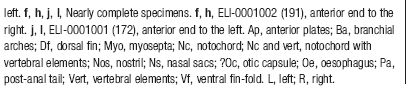 left. f, h, j, l, Nearly complete specimens. f, h, ELI-0001002 (191), anterior end to the
right. j, l, ELI-0001001 (172), anterior end to the left. Ap, anterior plates; Ba, branchial
arches; Df, dorsal fin; Myo, myosepta; Nc, notochord; Nc and vert, notochord with
vertebral elements; Nos, nostril; Ns, nasal sacs; ?Oc, otic capsule; Oe, oesophagus; Pa,
post-anal tail; Vert, vertebral elements; Vf, ventral fin-fold. L, left; R, right.